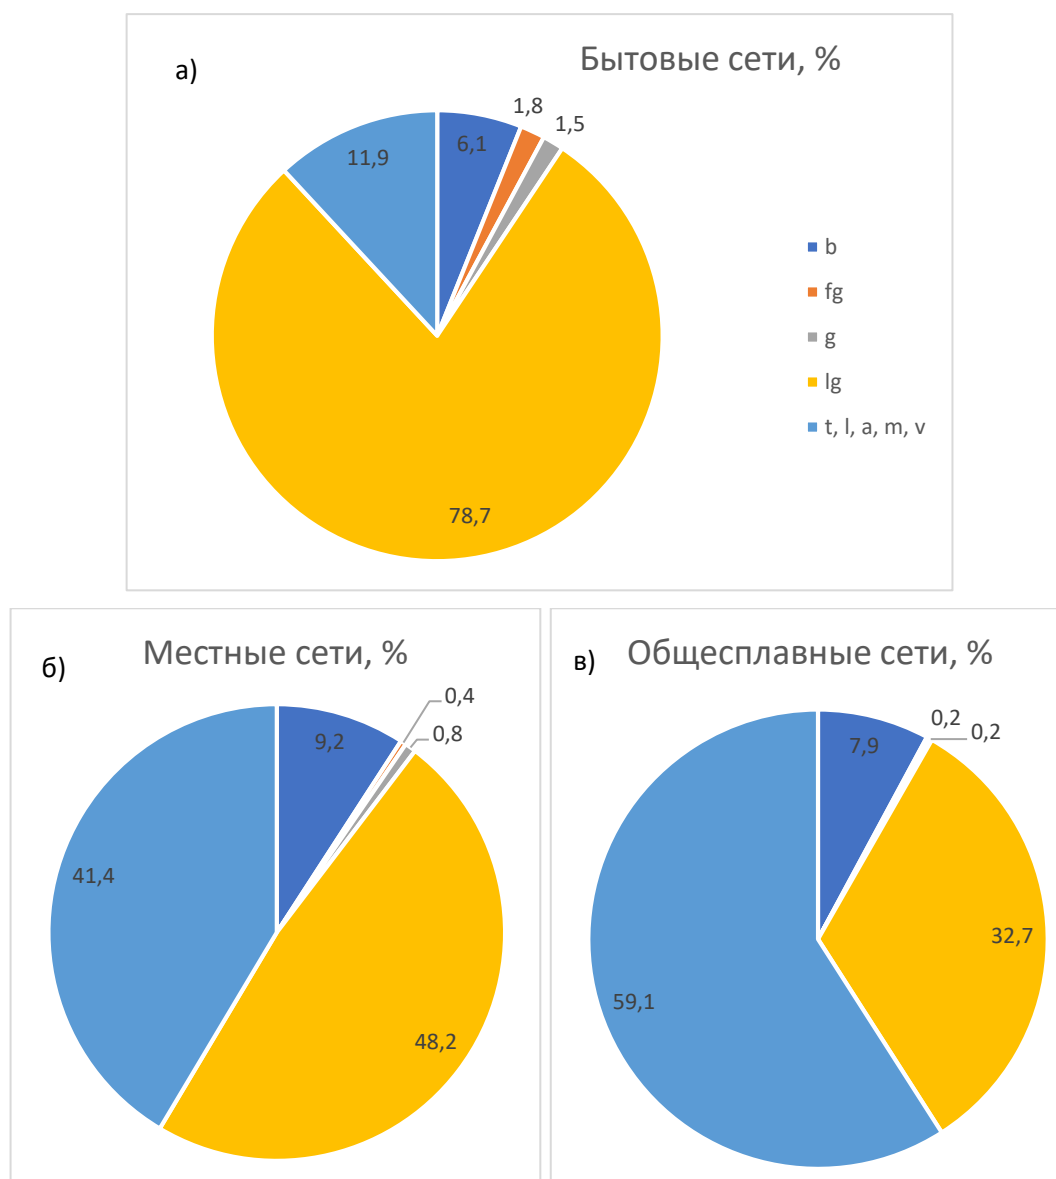 а)
Бытовые сети, %
6,1
1,8
1,5
78,7
11,9
b
fg
g
lg
t, l, a, m, v
б)
Местные сети, %
9,2
0,4
0,8
48,2
41,4
в)
Общесплавные сети, %
7,9
0,2
0,2
32,7
59,1